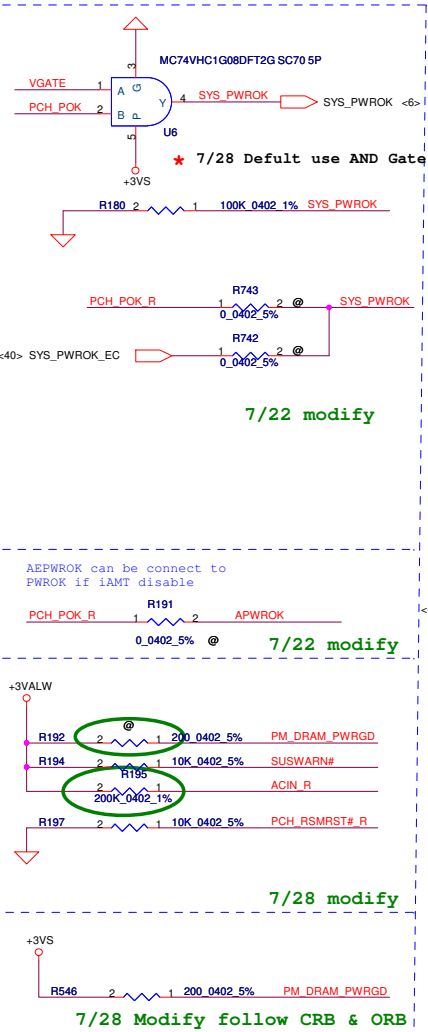 MC74VHC1G08DFT2G SC70 5P
3
G
VGATE 1 A
Y 4 SYS_PWROK SYS_PWROK <6>
PCH_POK 2 B
P
U6
5
* 7/28 Defult use AND Gate
+3VS
R180 2 1 100K_0402_1% SYS_PWROK
R743
PCH_POK_R 1 2 @ SYS_PWROK
0_0402_5%
R742
<40> SYS_PWROK_EC 1 2 @
0_0402_5%
7/22 modify
AEPWROK can be connect to
PWROK if iAMT disable
<
R191
PCH_POK_R 1 2 APWROK
0_0402_5% @
7/22 modify
+3VALW
@
R192 2 1 200_0402_5% PM_DRAM_PWRGD
R194 2 1 10K_0402_5% SUSWARN#
R195
2 1 ACIN_R
200K_0402_1%
R197 2 1 10K_0402_5% PCH_RSMRST#_R
7/28 modify
+3VS
R546 2 1 200_0402_5% PM_DRAM_PWRGD
7/28 Modify follow CRB & ORB